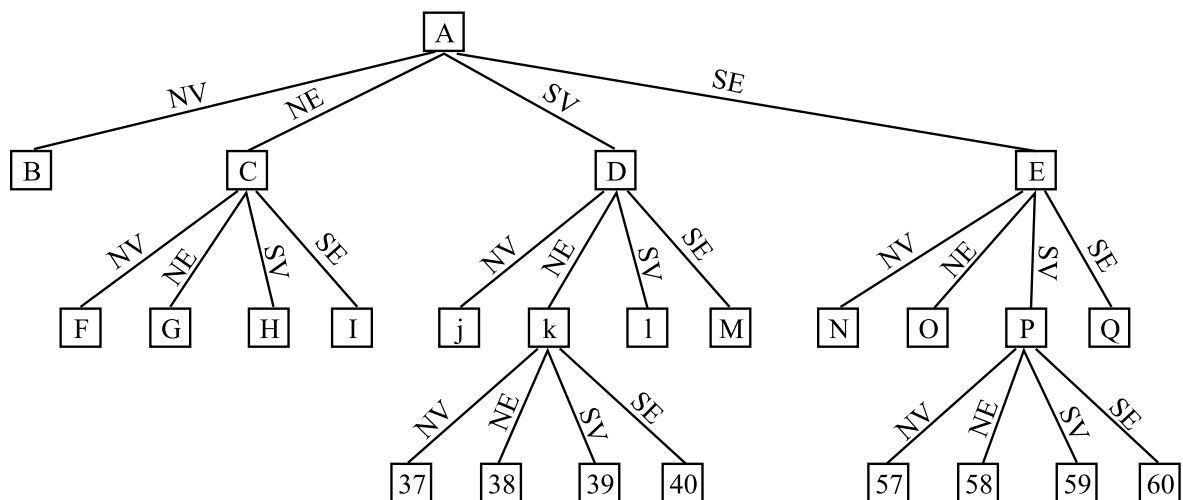 A
NV NE SV SE
B C D E
NV NE SV SE NV NE SV SE NV NE SV SE
F G H I j k l M N O P Q
NV NE SV SE NV NE SV SE
37 38 39 40 57 58 59 60